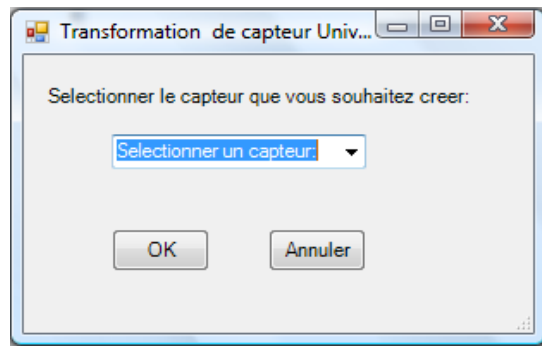 Transformation de capteur Univ...
Selectionner le capteur que vous souhaitez creer:
Selectionner un capteur:
OK Annuler